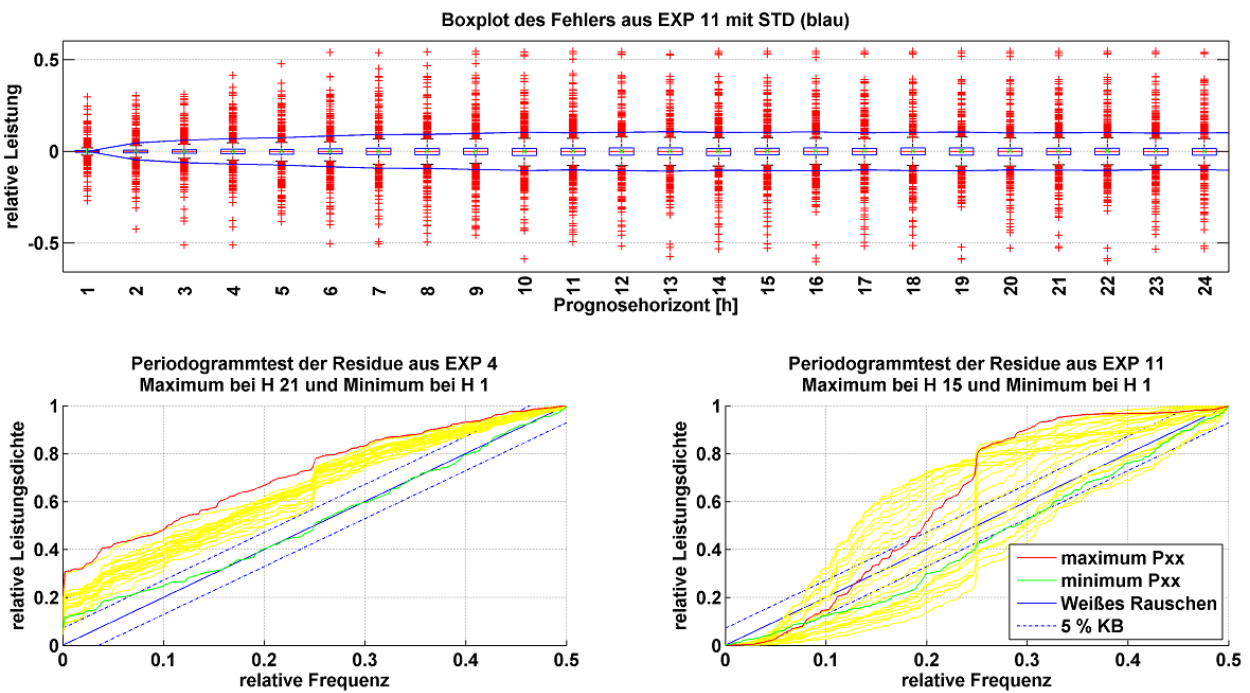 Boxplot des Fehlers aus EXP 11 mit STD (blau)
relative Leistung
0.5
0
-0.5
1 2 3 4 5 6 7 8 9 10 11 12 13 14 15 16 17 18 19 20 21 22 23 24
Prognosehorizont [h]
Periodogrammtest der Residue aus EXP 4
Maximum bei H 21 und Minimum bei H 1
relative Leistungsdichte
1
0.8
0.6
0.4
0.2
0
0 0.1 0.2 0.3 0.4 0.5
relative Frequenz
Periodogrammtest der Residue aus EXP 11
Maximum bei H 15 und Minimum bei H 1
relative Leistungsdichte
1
0.8
0.6
0.4
0.2
0
0 0.1 0.2 0.3 0.4 0.5
relative Frequenz
maximum Pxx
minimum Pxx
Weißes Rauschen
5 % KB